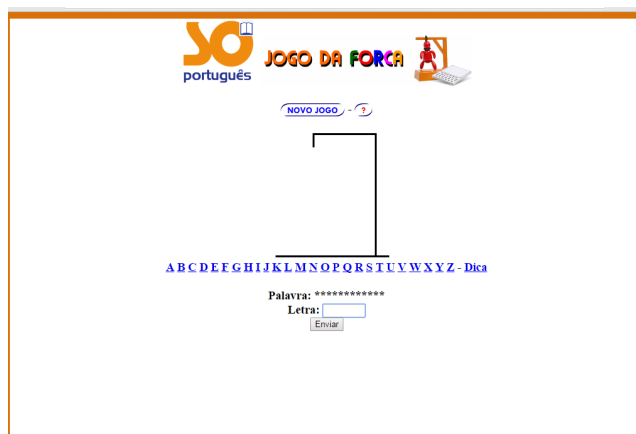 SÓ
português
JOGO DA FORCA
NOVO JOGO - ?
A B C D E F G H I J K L M N O P Q R S T U V W X Y Z - Dica
Palavra: ************
Letra:
Enviar